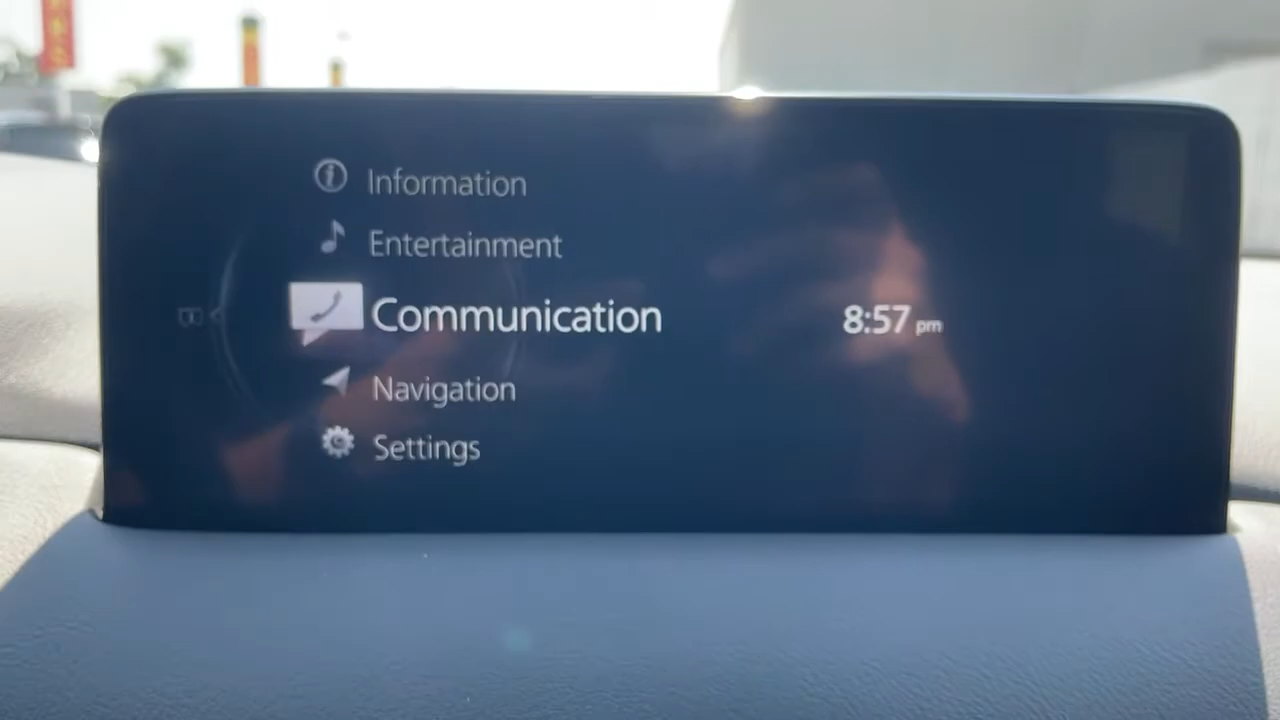 Information
Entertainment
Communication
8:57 pm
Navigation
Settings